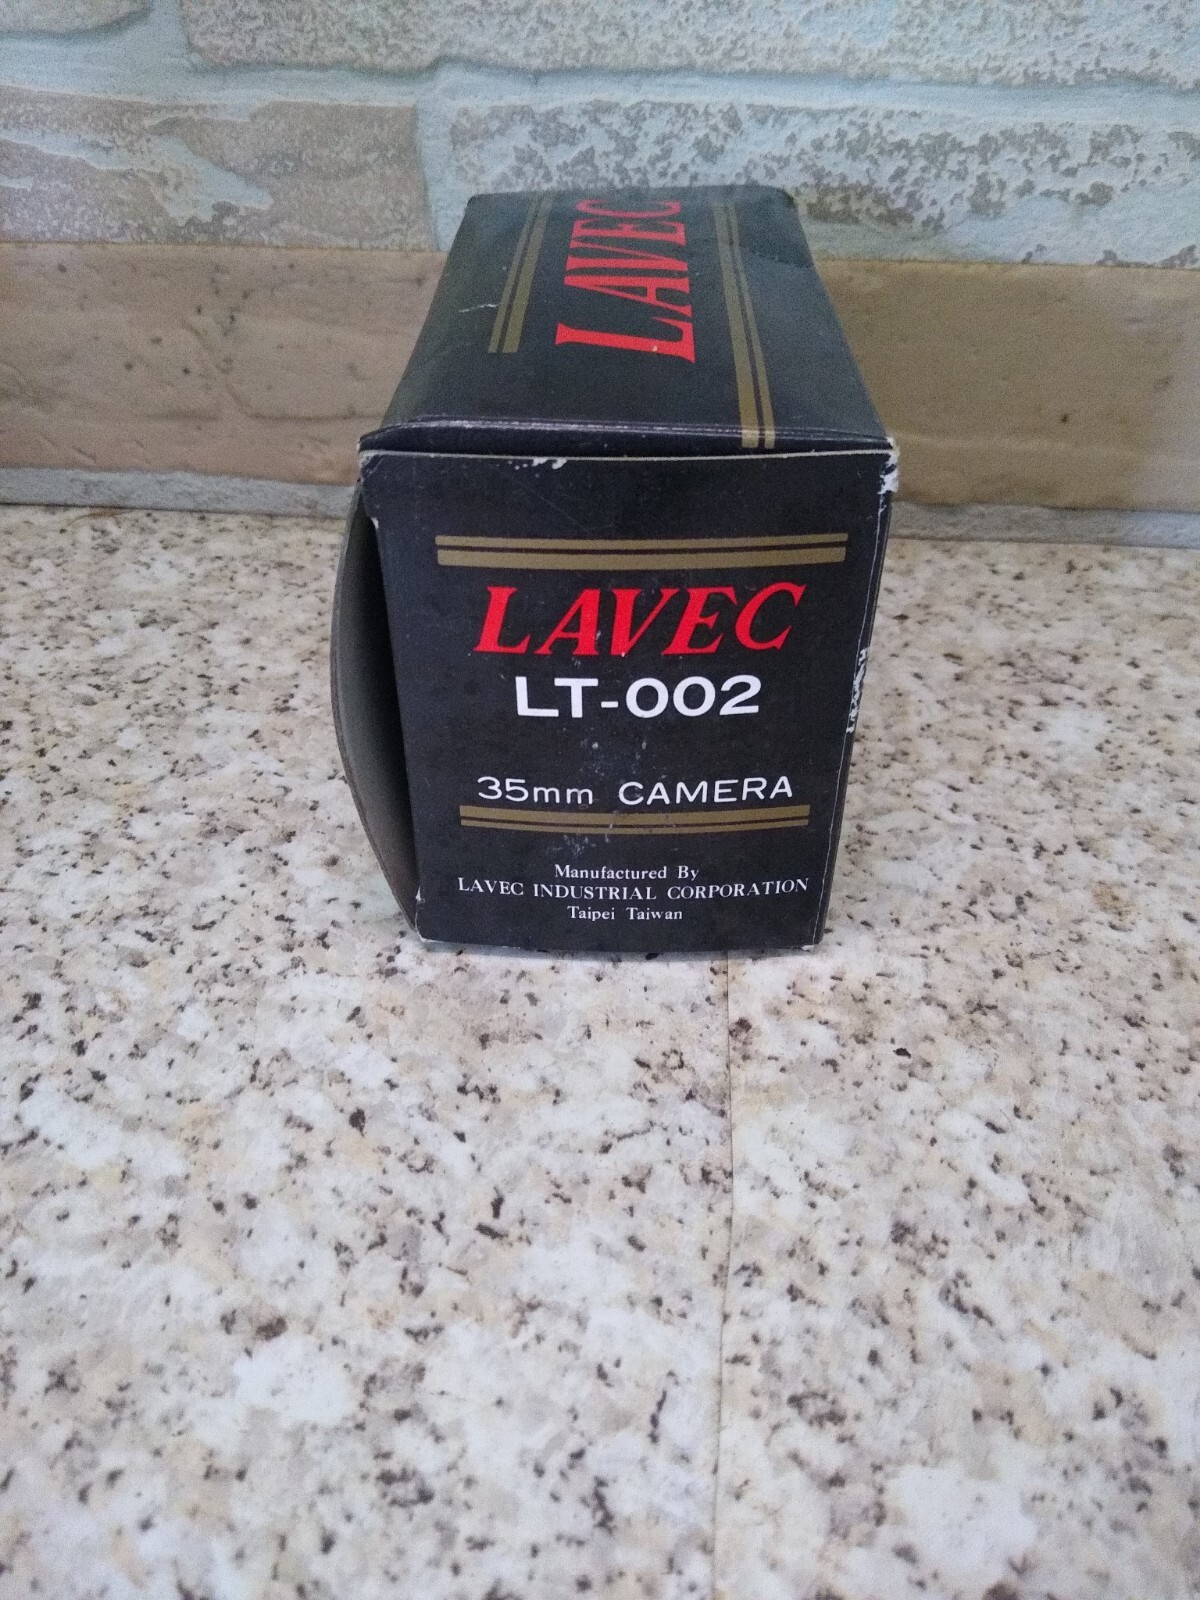 LAVEC
LAVEC
LT-002
35mm CAMERA
Manufactured By
LAVEC INDUSTRIAL CORPORATION
Taipei Taiwan